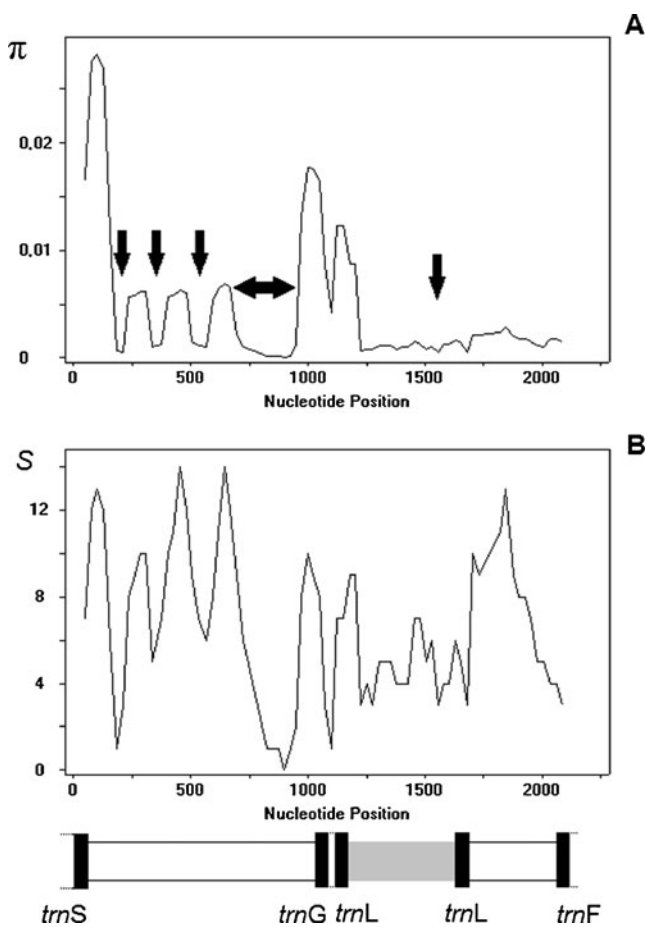 A
π
0.02
0.01
0
0 500 1000 1500 2000
Nucleotide Position
B
S
12
8
4
0
0 500 1000 1500 2000
Nucleotide Position
trnS trnG trnL trnL trnF